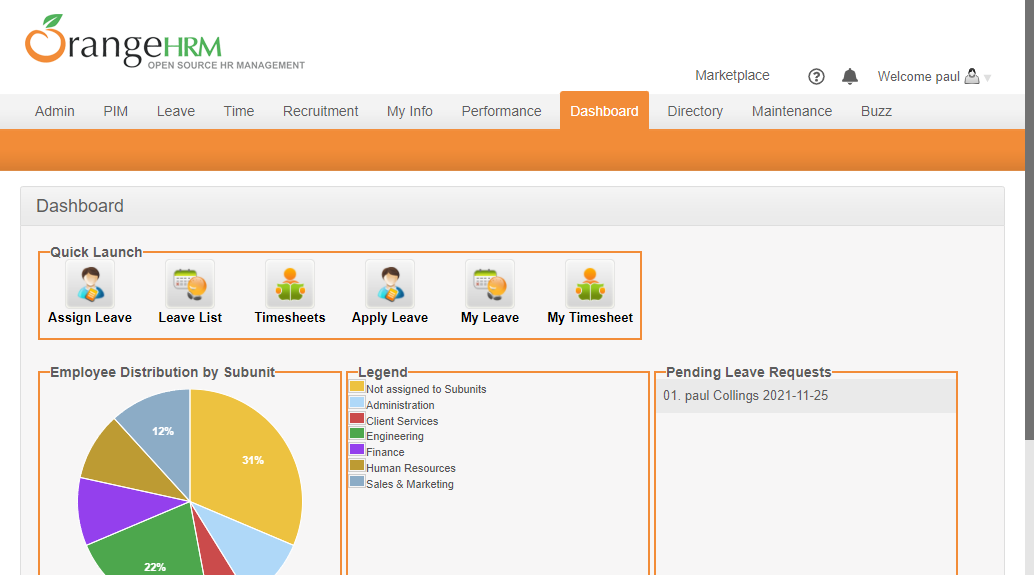 OrangeHRM
OPEN SOURCE HR MANAGEMENT
Marketplace ? Welcome paul
Admin PIM Leave Time Recruitment My Info Performance Dashboard Directory Maintenance Buzz
Dashboard
Quick Launch
Assign Leave Leave List Timesheets Apply Leave My Leave My Timesheet
Employee Distribution by Subunit
12%
31%
22%
Legend
Not assigned to Subunits
Administration
Client Services
Engineering
Finance
Human Resources
Sales & Marketing
Pending Leave Requests
01. paul Collings 2021-11-25